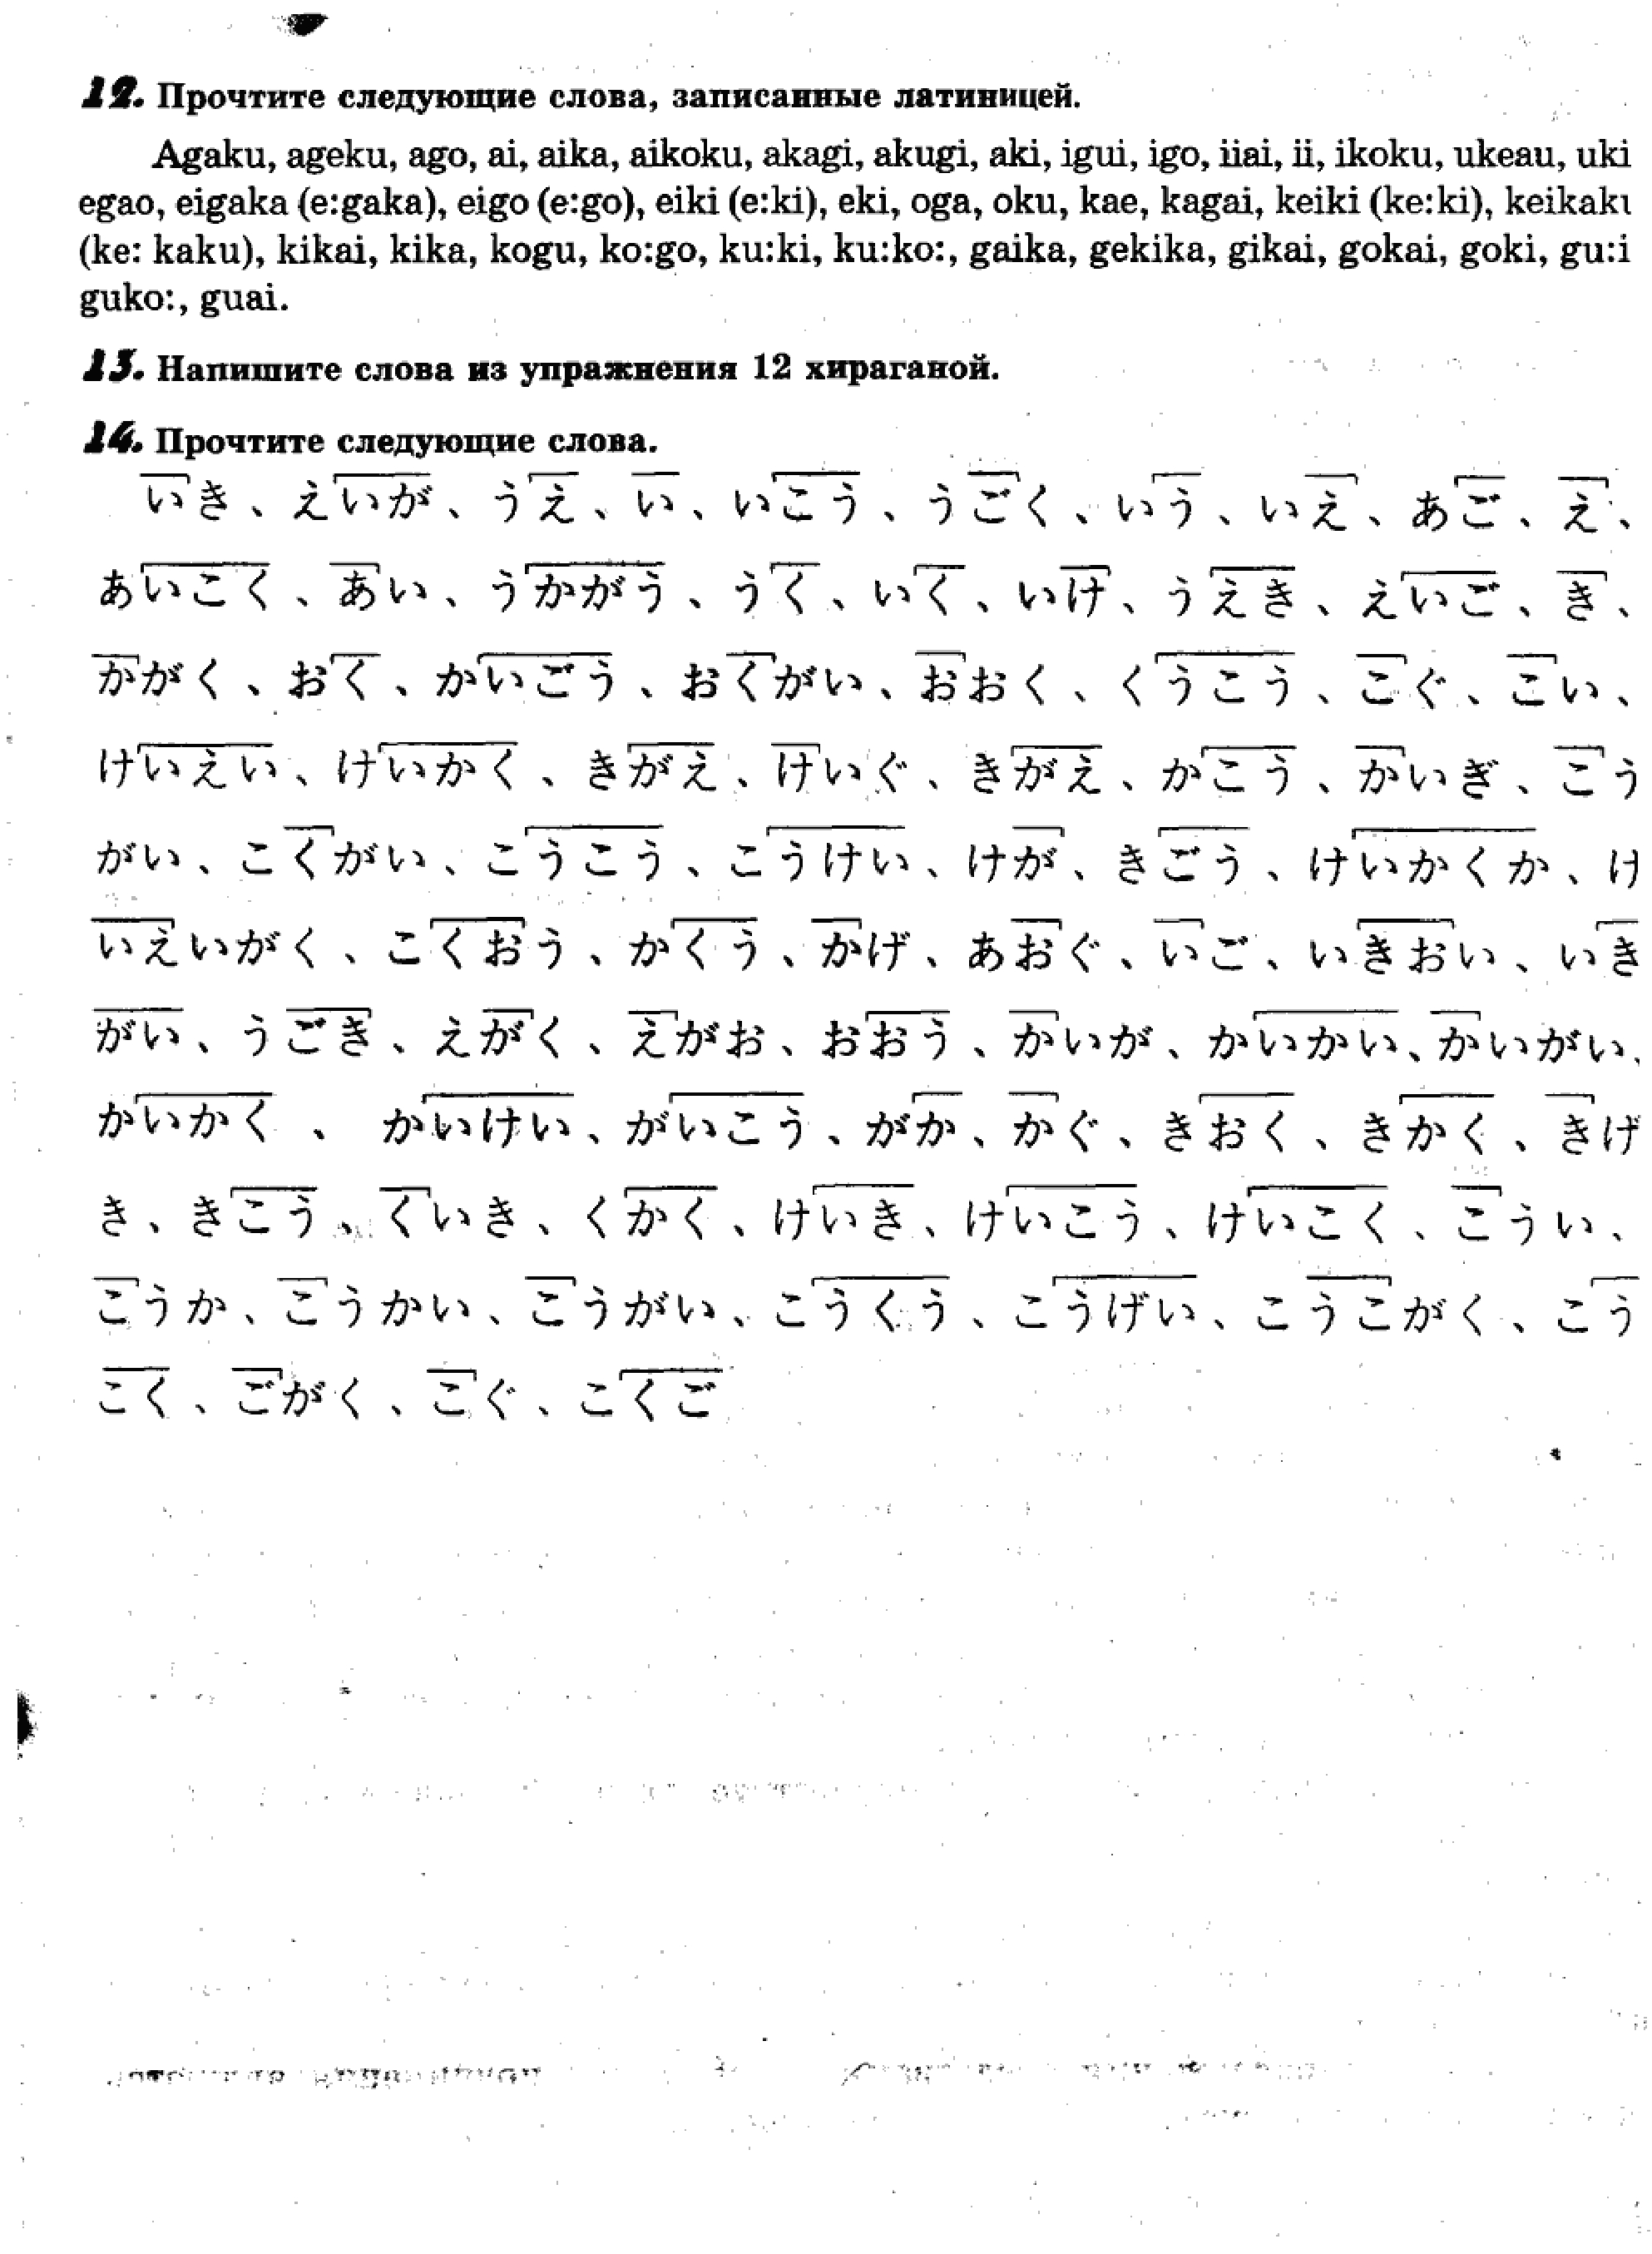 12. Прочтите следующие слова, записанные латиницей.
Agaku, ageku, ago, ai, aika, aikoku, akagi, akugi, aki, igui, igo, iiai, ii, ikoku, ukeau, uki
egao, eigaka (e:gaka), eigo (e:go), eiki (e:ki), eki, oga, oku, kae, kagai, keiki (ke:ki),
(ke: kaku), kikai, kika, kogu, ko:go, ku:ki, ku:ko:, gaika, gekika, gikai, gokai, goki, gu:i
guko:, guai.
13. Напишите слова из упражнения 12 хираганой.
14. Прочтите следующие слова.
いき、えいが、うえ、い、いこう、うごく、いう、いえ、あご、え、
あいこく、あい、うかがう、うく、いく、いけ、うえき、えいご、き、
かがく、おく、かいごう、おくがい、おおく、くうこう、こぐ、こい、
けいえい、けいかく、きがえ、けいぐ、きがえ、かこう、かいぎ、こう
がい、こくがい、こうこう、こうけい、けが、きごう、けいかくか、け
いえいがく、こくおう、かくう、かげ、あおぐ、いご、いきおい、いき
がい、うごき、えがく、えがお、おおう、かいが、かいかい、かいがい、
かいかく、かいけい、がいこう、がか、かぐ、きおく、きかく、きげ
き、きこう、くいき、くかく、けいき、けいこう、けいこく、こうい、
こうか、こうかい、こうがい、こうくう、こうげい、こうこがく、こう
こく、ごがく、こぐ、こくご